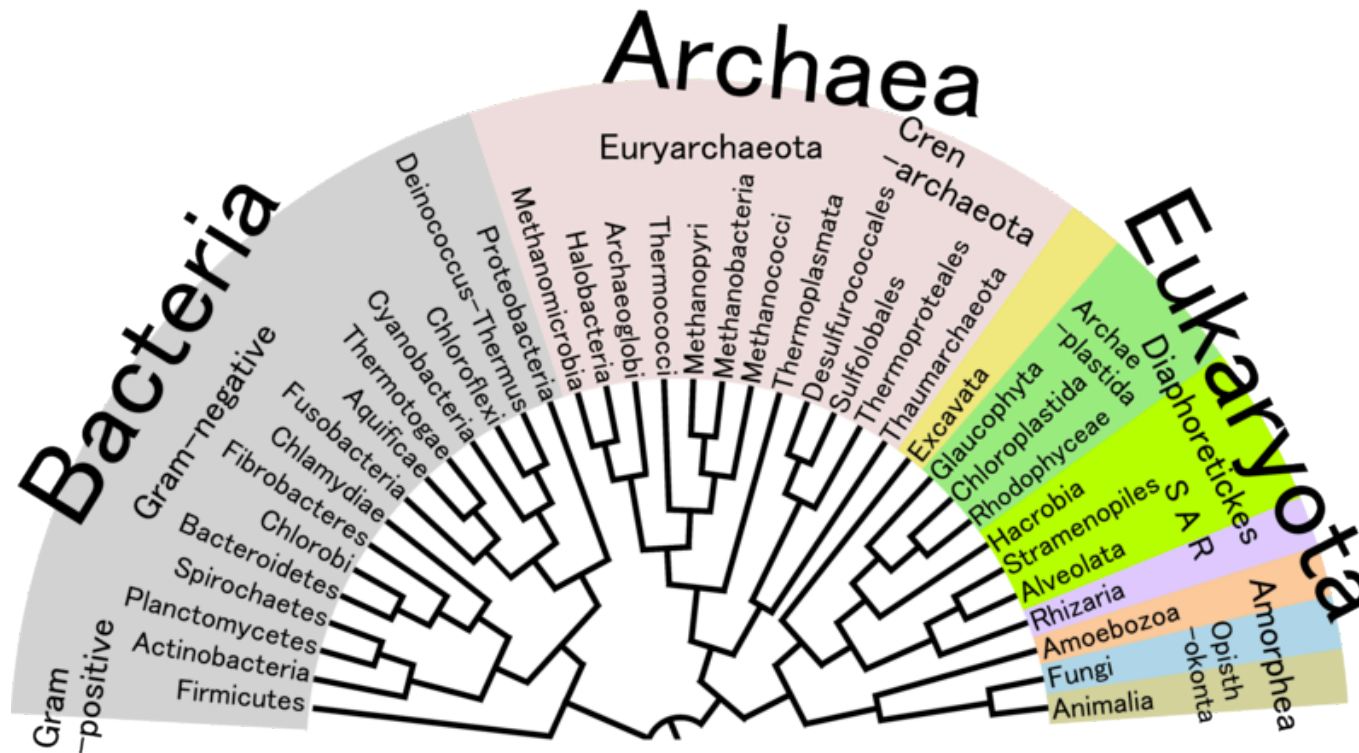 Bacteria
Archaea
Eukaryota
Gram
-positive
Gram-negative
Firmicutes
Actinobacteria
Planctomycetes
Spirochaetes
Bacteroidetes
Chlorobi
Fibrobacteres
Chlamydiae
Fusobacteria
Aquificae
Thermotogae
Cyanobacteria
Chloroflexi
Deinococcus-Thermus
Proteobacteria
Euryarchaeota
Cren
-archaeota
Methanomicrobia
Halobacteria
Archaeoglobi
Thermococci
Methanopyri
Methanobacteria
Methanococci
Thermoplasmata
Desulfurococcales
Sulfolobales
Thermoproteales
Thaumarchaeota
Excavata
Archae
-plastida
Diaphoretickes
Glaucophyta
Chloroplastida
Rhodophyceae
Hacrobia
Stramenopiles
Alveolata
Rhizaria
S A R
Amoebozoa
Fungi
Animalia
Opisth
-okonta
Amorphea